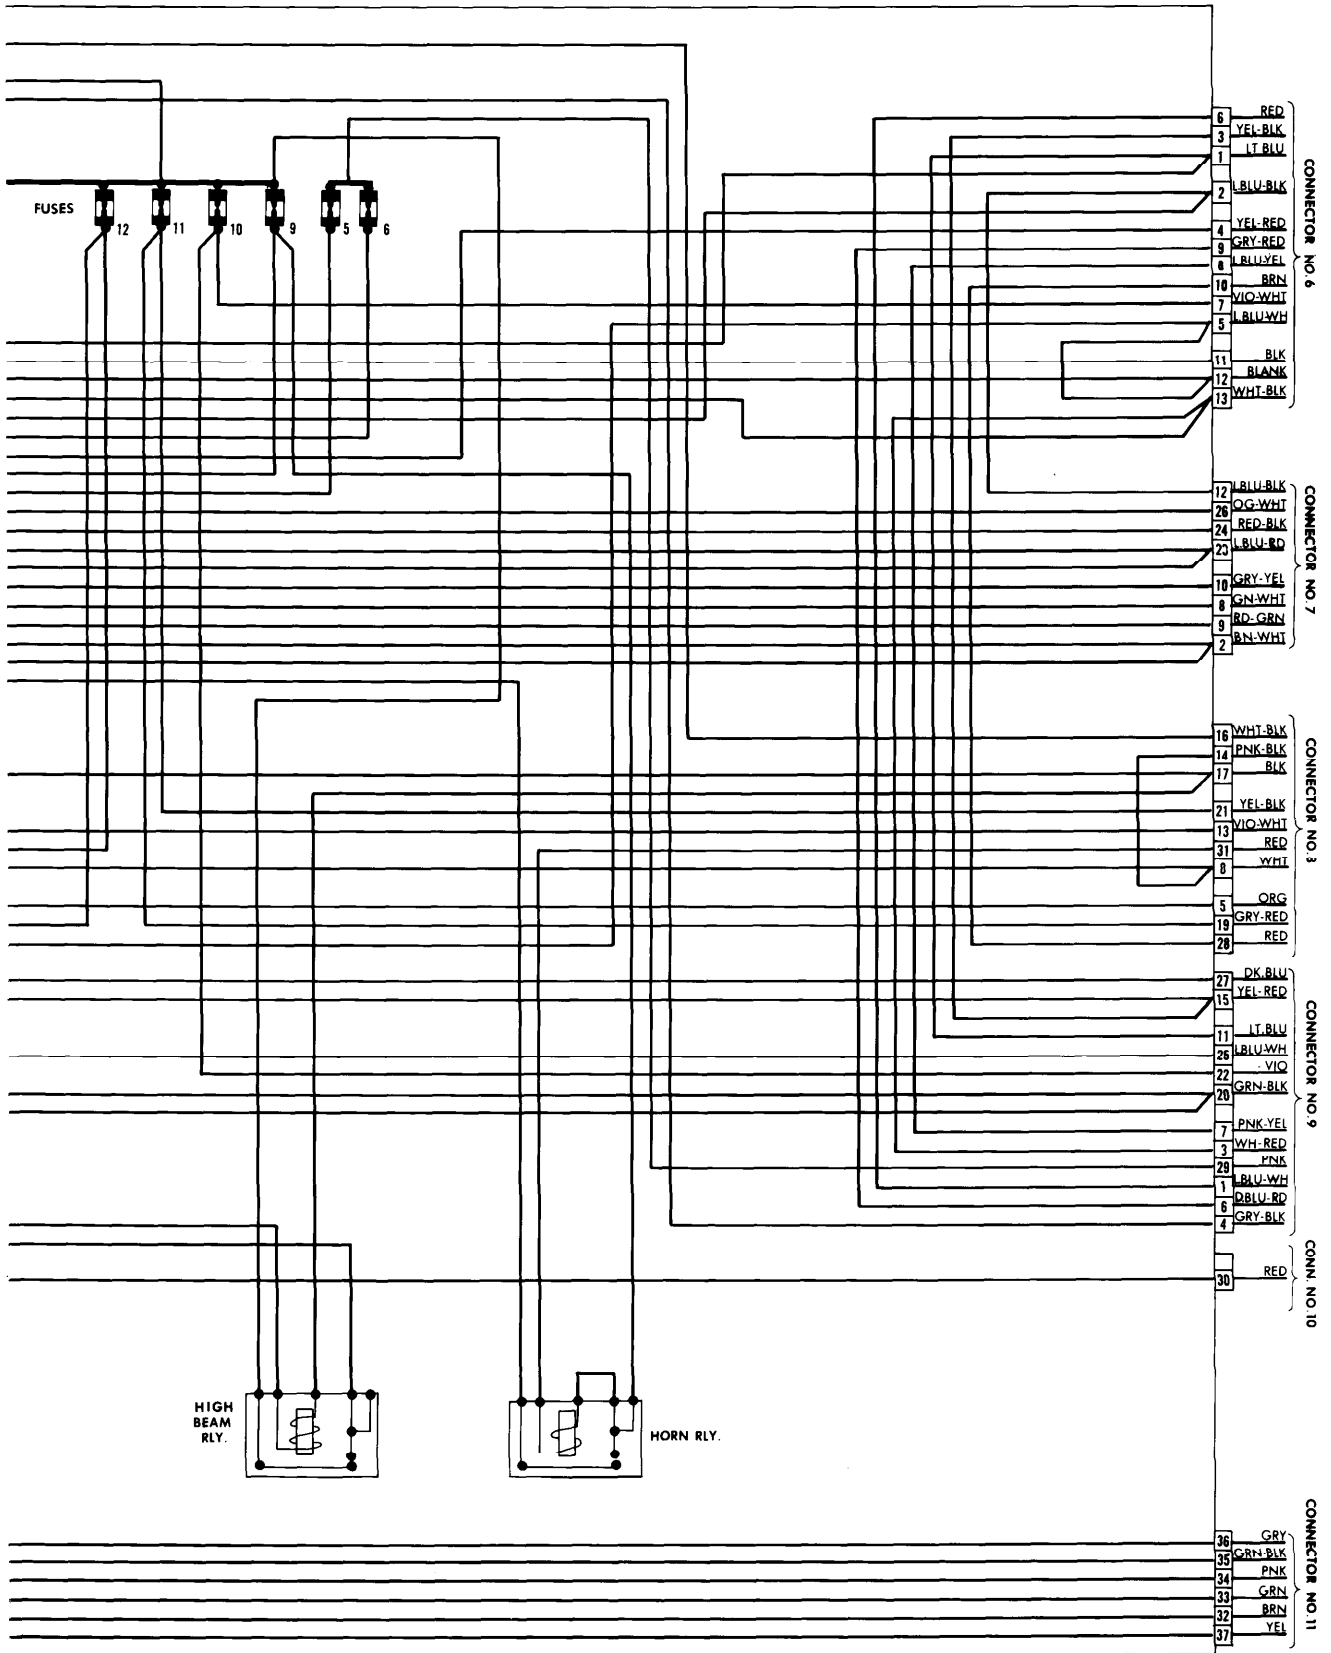 FUSES
12
11
10
9
5
6
6 RED
3 YEL-BLK
1 LT BLU
2 L.BLU-BLK
4 YEL-RED
9 GRY-RED
8 L.BLU-YEL
10 BRN
7 VIO-WHT
5 L.BLU-WH
11 BLK
12 BLANK
13 WHT-BLK
CONNECTOR NO.6
12 LBLU-BLK
26 OG-WHT
24 RED-BLK
23 L.BLU-RD
10 GRY-YEL
8 GN-WHT
9 RD-GRN
2 BN-WHT
CONNECTOR NO.7
16 WHT-BLK
14 PNK-BLK
17 BLK
21 YEL-BLK
13 VIO-WHT
31 RED
8 WHT
5 ORG
19 GRY-RED
28 RED
CONNECTOR
27 DK.BLU
15 YEL-RED
11 LT.BLU
LBLU-WH
22 VIO
20 GRN-BLK
7 PNK-YEL
3 WH-RED
29 PNK
1 LBLU-WH
6 D.BLU-RD
4 GRY-BLK
CONNECTOR NO.9
30 RED
CONN. NO.10
HIGH
BEAM
RLY.
HORN RLY.
36 GRY
35 GRN-BLK
34 PNK
33 GRN
32 BRN
37 YEL
CONNECTOR NO.11